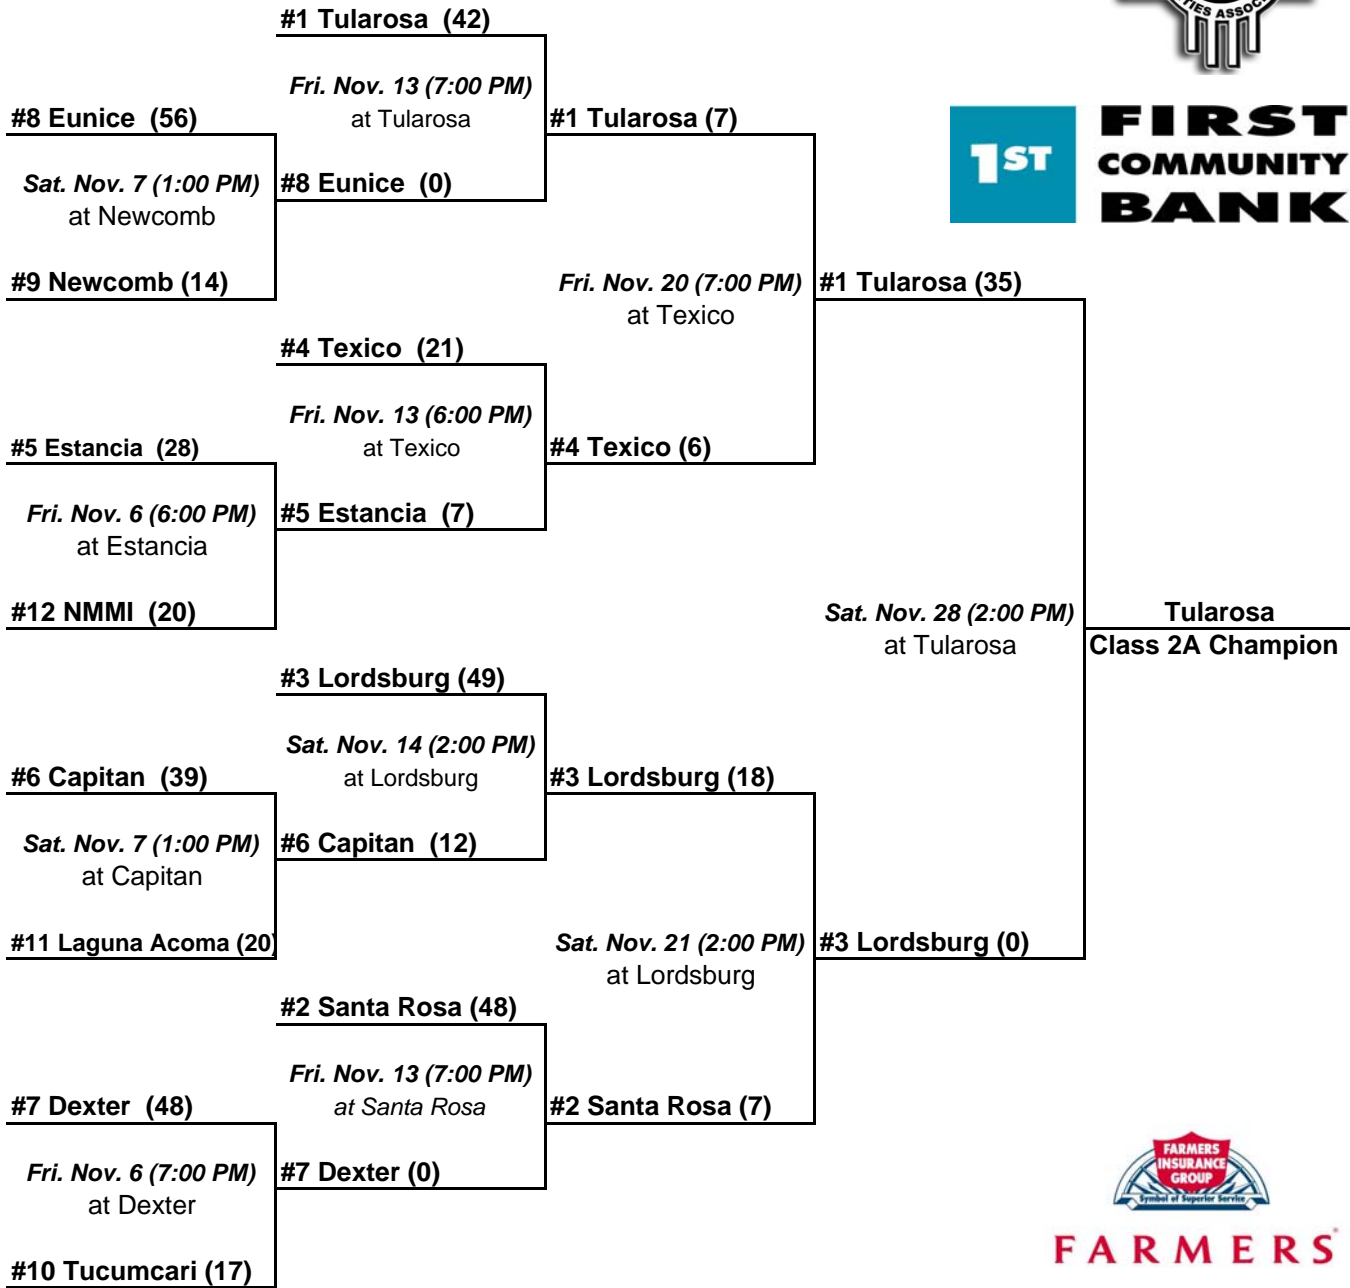 #1 Tularosa (42)
Fri. Nov. 13 (7:00 PM)
at Tularosa
#8 Eunice (56)
Sat. Nov. 7 (1:00 PM)
at Newcomb
#9 Newcomb (14)
#8 Eunice (0)
#1 Tularosa (7)
Fri. Nov. 20 (7:00 PM)
at Texico
#4 Texico (21)
Fri. Nov. 13 (6:00 PM)
at Texico
#5 Estancia (28)
Fri. Nov. 6 (6:00 PM)
at Estancia
#12 NMMI (20)
#5 Estancia (7)
#4 Texico (6)
#1 Tularosa (35)
Sat. Nov. 28 (2:00 PM)
at Tularosa
Tularosa
Class 2A Champion
#3 Lordsburg (49)
Sat. Nov. 14 (2:00 PM)
at Lordsburg
#6 Capitan (39)
Sat. Nov. 7 (1:00 PM)
at Capitan
#11 Laguna Acoma (20)
#6 Capitan (12)
#3 Lordsburg (18)
Sat. Nov. 21 (2:00 PM)
at Lordsburg
#3 Lordsburg (0)
#2 Santa Rosa (48)
Fri. Nov. 13 (7:00 PM)
at Santa Rosa
#7 Dexter (48)
Fri. Nov. 6 (7:00 PM)
at Dexter
#10 Tucumcari (17)
#7 Dexter (0)
#2 Santa Rosa (7)
1ST
FIRST
COMMUNITY
BANK
FARMERS
INSURANCE
GROUP
Symbol of Superior Service
FARMERS